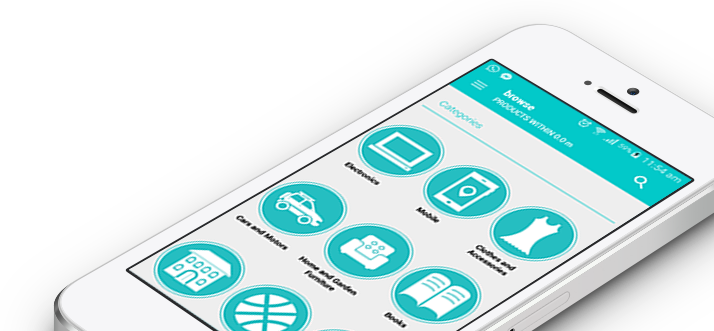 11:54 am
browse
PRODUCTS WITHIN 0.0 m
Categories
Electronics
Mobile
Clothes and
Accessories
Cars and Motors
Home and Garden
Furniture
Books